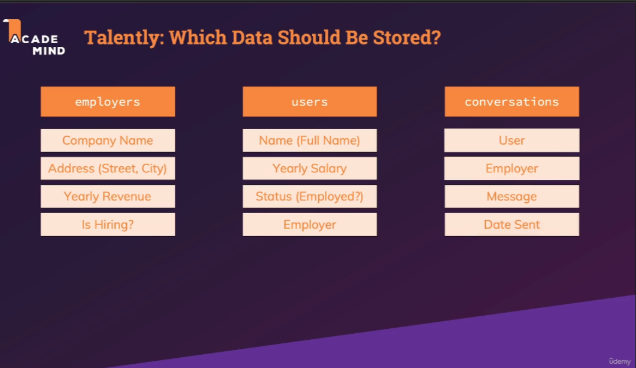 ACADE
MIND
Talently: Which Data Should Be Stored?
employers
Company Name
Address (Street, City)
Yearly Revenue
Is Hiring?
users
Name (Full Name)
Yearly Salary
Status (Employed?)
Employer
conversations
User
Employer
Message
Date Sent
ûdemy